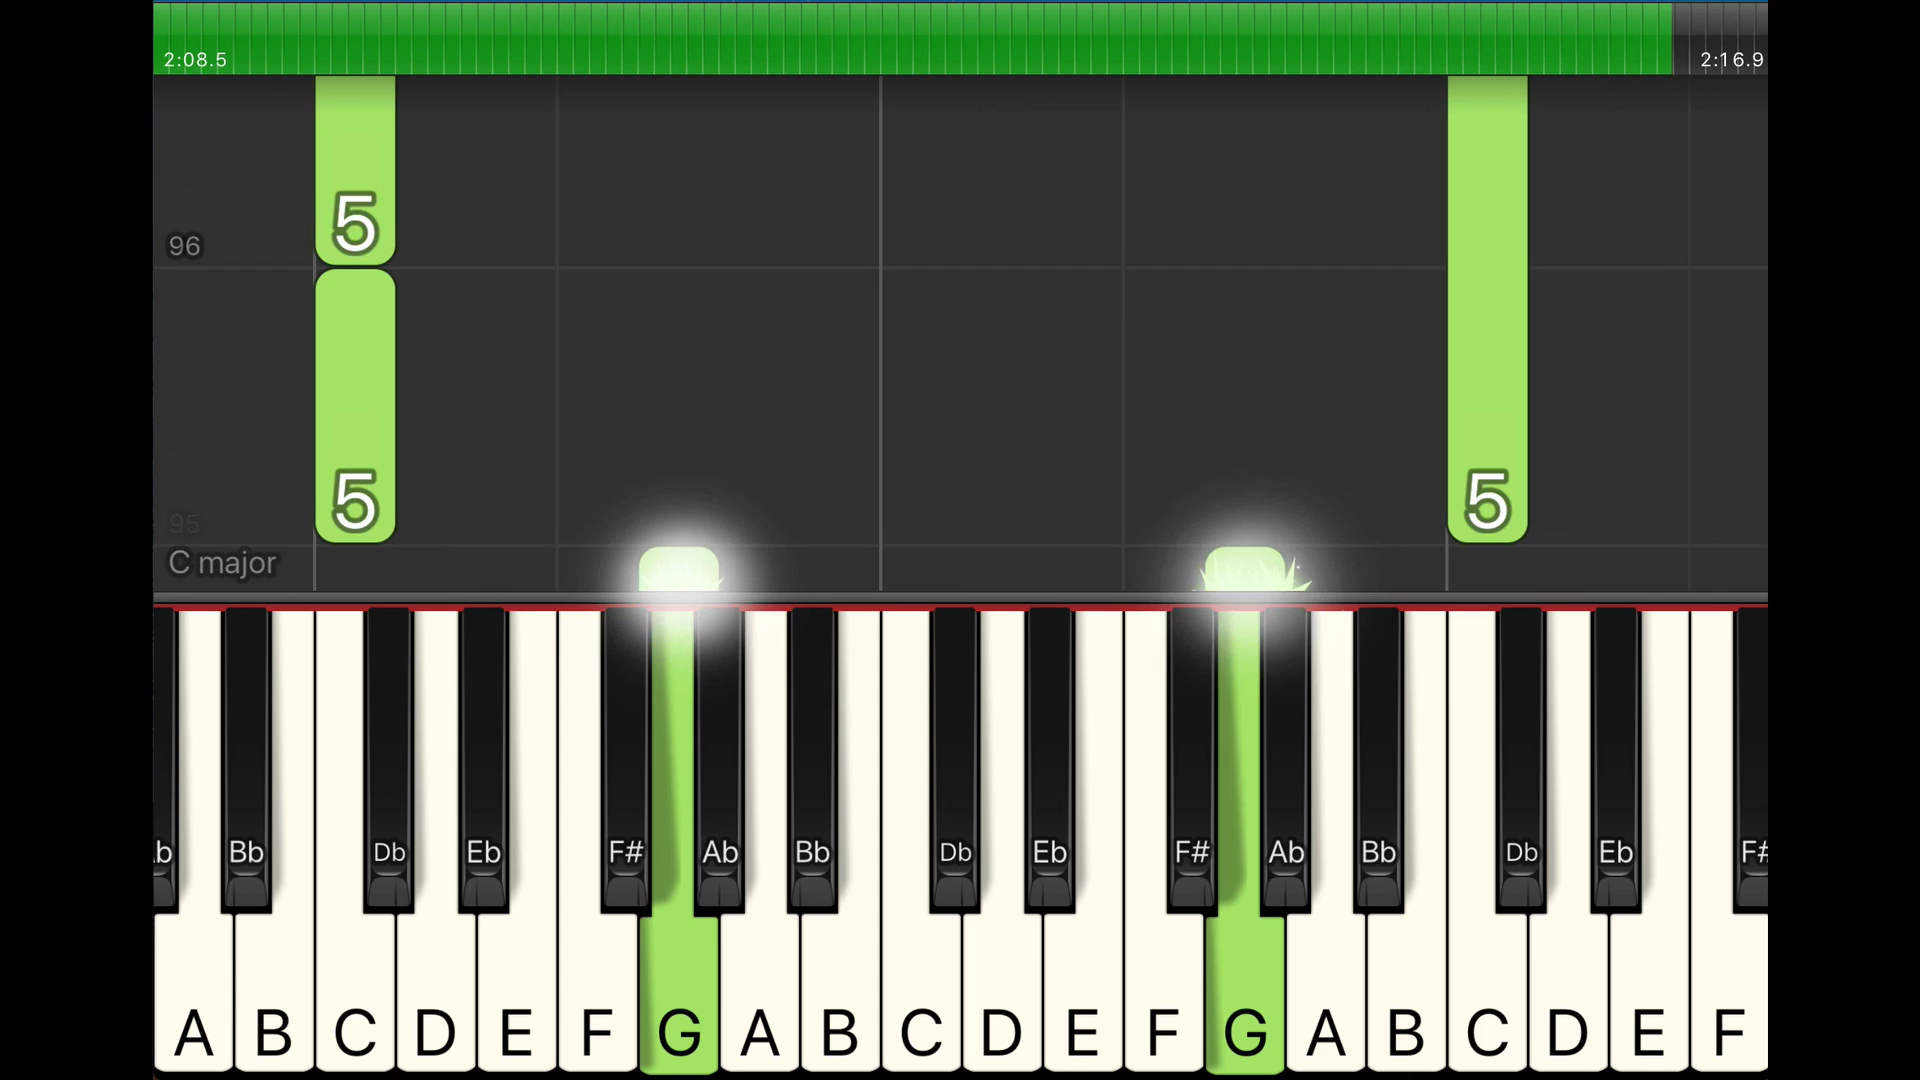 2:08.5 2:16.9
5
96
5 5
95
C major
b Bb Db Eb F# Ab Bb Db Eb F# Ab Bb Db Eb F#
A B C D E F G A B C D E F G A B C D E F